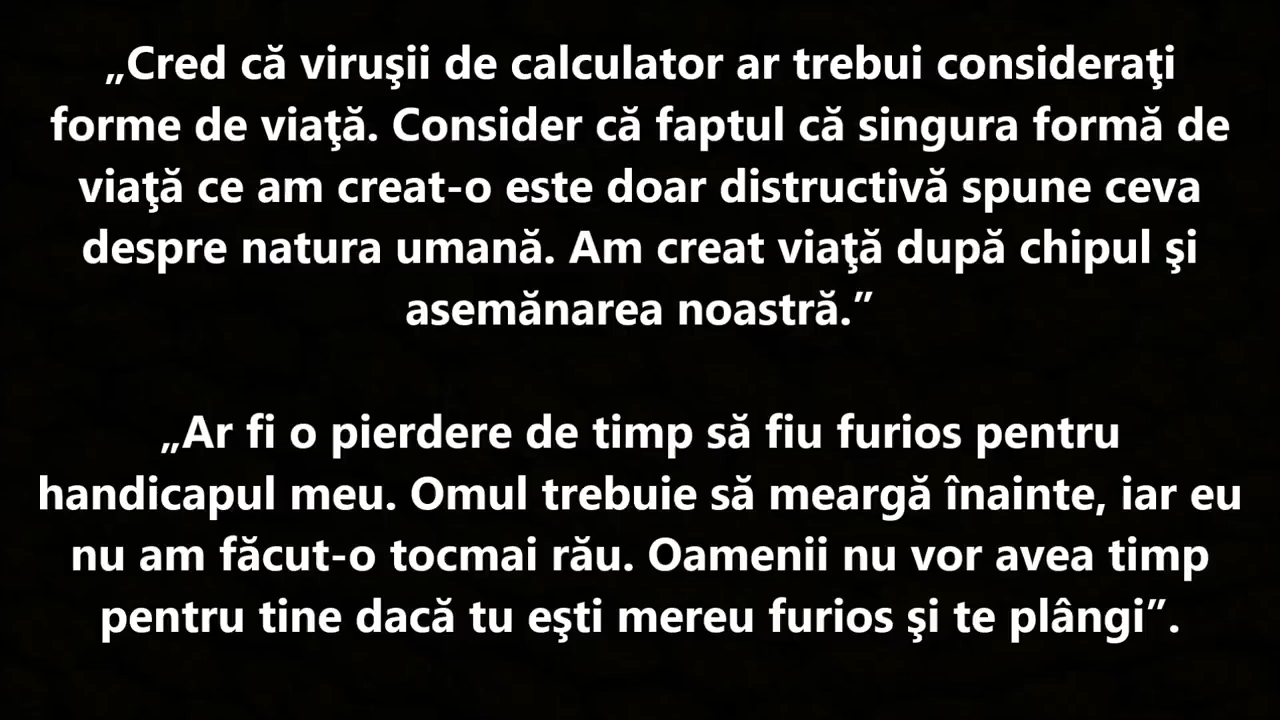 „Cred că viruşii de calculator ar trebui consideraţi
forme de viaţă. Consider că faptul că singura formă de
viaţă ce am creat-o este doar distructivă spune ceva
despre natura umană. Am creat viaţă după chipul şi
asemănarea noastră.”
„Ar fi o pierdere de timp să fiu furios pentru
handicapul meu. Omul trebuie să meargă înainte, iar eu
nu am făcut-o tocmai rău. Oamenii nu vor avea timp
pentru tine dacă tu eşti mereu furios şi te plângi”.